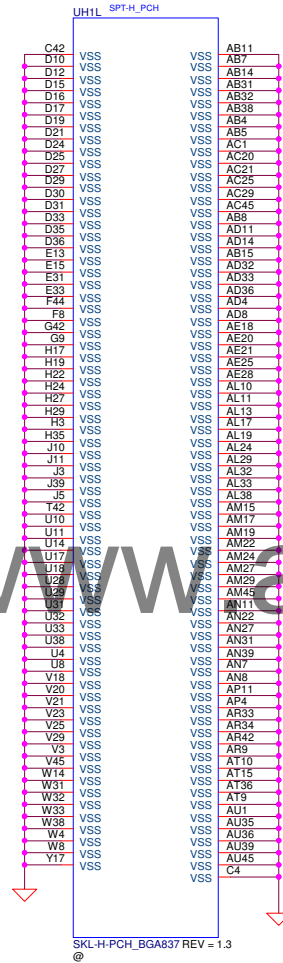 UH1L SPT-H_PCH
C42 VSS VSS AB11
D10 VSS VSS AB7
D12 VSS VSS AB14
D15 VSS VSS AB31
D16 VSS VSS AB32
D17 VSS VSS AB38
D19 VSS VSS AB4
D21 VSS VSS AB5
D24 VSS VSS AC1
D25 VSS VSS AC20
D27 VSS VSS AC21
D29 VSS VSS AC25
D30 VSS VSS AC29
D31 VSS VSS AC45
D33 VSS VSS AB8
D35 VSS VSS AD11
D36 VSS VSS AD14
E13 VSS VSS AB15
E15 VSS VSS AD32
E31 VSS VSS AD33
E33 VSS VSS AD36
F44 VSS VSS AD4
F8 VSS VSS AD8
G42 VSS VSS AE18
G9 VSS VSS AE20
H17 VSS VSS AE21
H19 VSS VSS AE25
H22 VSS VSS AE28
H24 VSS VSS AL10
H27 VSS VSS AL11
H29 VSS VSS AL13
H3 VSS VSS AL17
H35 VSS VSS AL19
J10 VSS VSS AL24
J11 VSS VSS AL29
J3 VSS VSS AL32
J39 VSS VSS AL33
J5 VSS VSS AL38
T42 VSS VSS AM15
U10 VSS VSS AM17
U11 VSS VSS AM19
U14 VSS VSS AM22
U17 VSS VSS AM24
U18 VSS VSS AM27
U28 VSS VSS AM29
U29 VSS VSS AM45
U31 VSS VSS AN11
U32 VSS VSS AN22
U33 VSS VSS AN27
U38 VSS VSS AN31
U4 VSS VSS AN39
U8 VSS VSS AN7
V18 VSS VSS AN8
V20 VSS VSS AP11
V21 VSS VSS AP4
V23 VSS VSS AR33
V25 VSS VSS AR34
V29 VSS VSS AR42
V3 VSS VSS AR9
V45 VSS VSS AT10
W14 VSS VSS AT15
W31 VSS VSS AT36
W32 VSS VSS AT9
W33 VSS VSS AU1
W38 VSS VSS AU35
W4 VSS VSS AU36
W8 VSS VSS AU39
Y17 VSS VSS AU45
VSS C4
SKL-H-PCH_BGA837 REV = 1.3
@